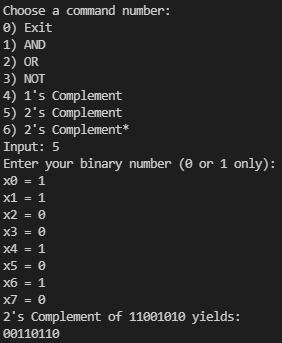 Choose a command number:
0) Exit
1) AND
2) OR
3) NOT
4) 1's Complement
5) 2's Complement
6) 2's Complement*
Input: 5
Enter your binary number (0 or 1 only):
x0 = 1
x1 = 1
x2 = 0
x3 = 0
x4 = 1
x5 = 0
x6 = 1
x7 = 0
2's Complement of 11001010 yields:
00110110